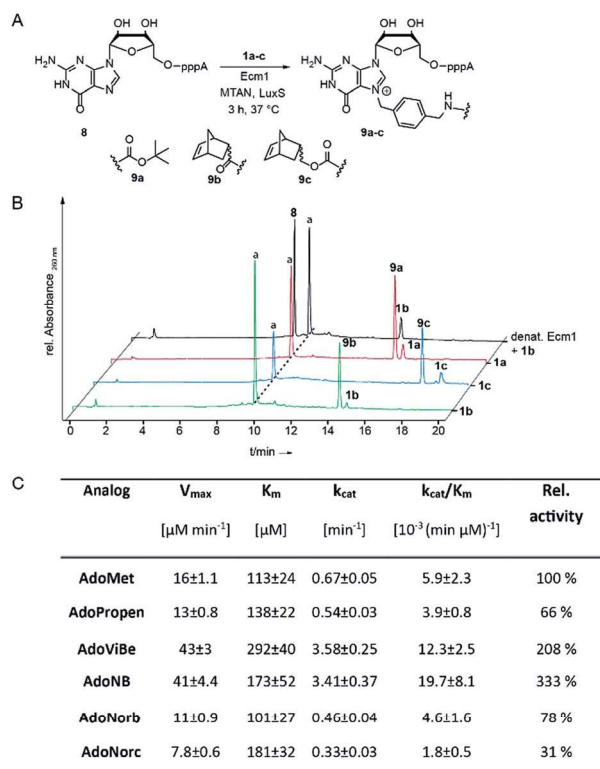 A
OH OH
OH OH
H₂N N N O O~pppA
H₂N N N O O~pppA
1a-c
Ecm1
MTAN, LuxS
3 h, 37 °C
HN N
HN N ⊕
O
O
H
N
8
9a-c
O
O
9a
O
9b
O
O
9c
B
rel. Absorbance 260 nm
8
a
a
a
a
9a
1b
9c
1a
9b
1c
1b
denat. Ecm1
+ 1b
1a
1c
1b
0 2 4 6 8 10 12 14 16 18 20
t/min →
C
Analog Vmax Km kcat kcat/Km Rel. activity
[µM min⁻¹] [µM] [min⁻¹] [10⁻³ (min µM)⁻¹]
AdoMet 16±1.1 113±24 0.67±0.05 5.9±2.3 100 %
AdoPropen 13±0.8 138±22 0.54±0.03 3.9±0.8 66 %
AdoViBe 43±3 292±40 3.58±0.25 12.3±2.5 208 %
AdoNB 41±4.4 173±52 3.41±0.37 19.7±8.1 333 %
AdoNorb 11±0.9 101±27 0.46±0.04 4.6±1.6 78 %
AdoNorc 7.8±0.6 181±32 0.33±0.03 1.8±0.5 31 %